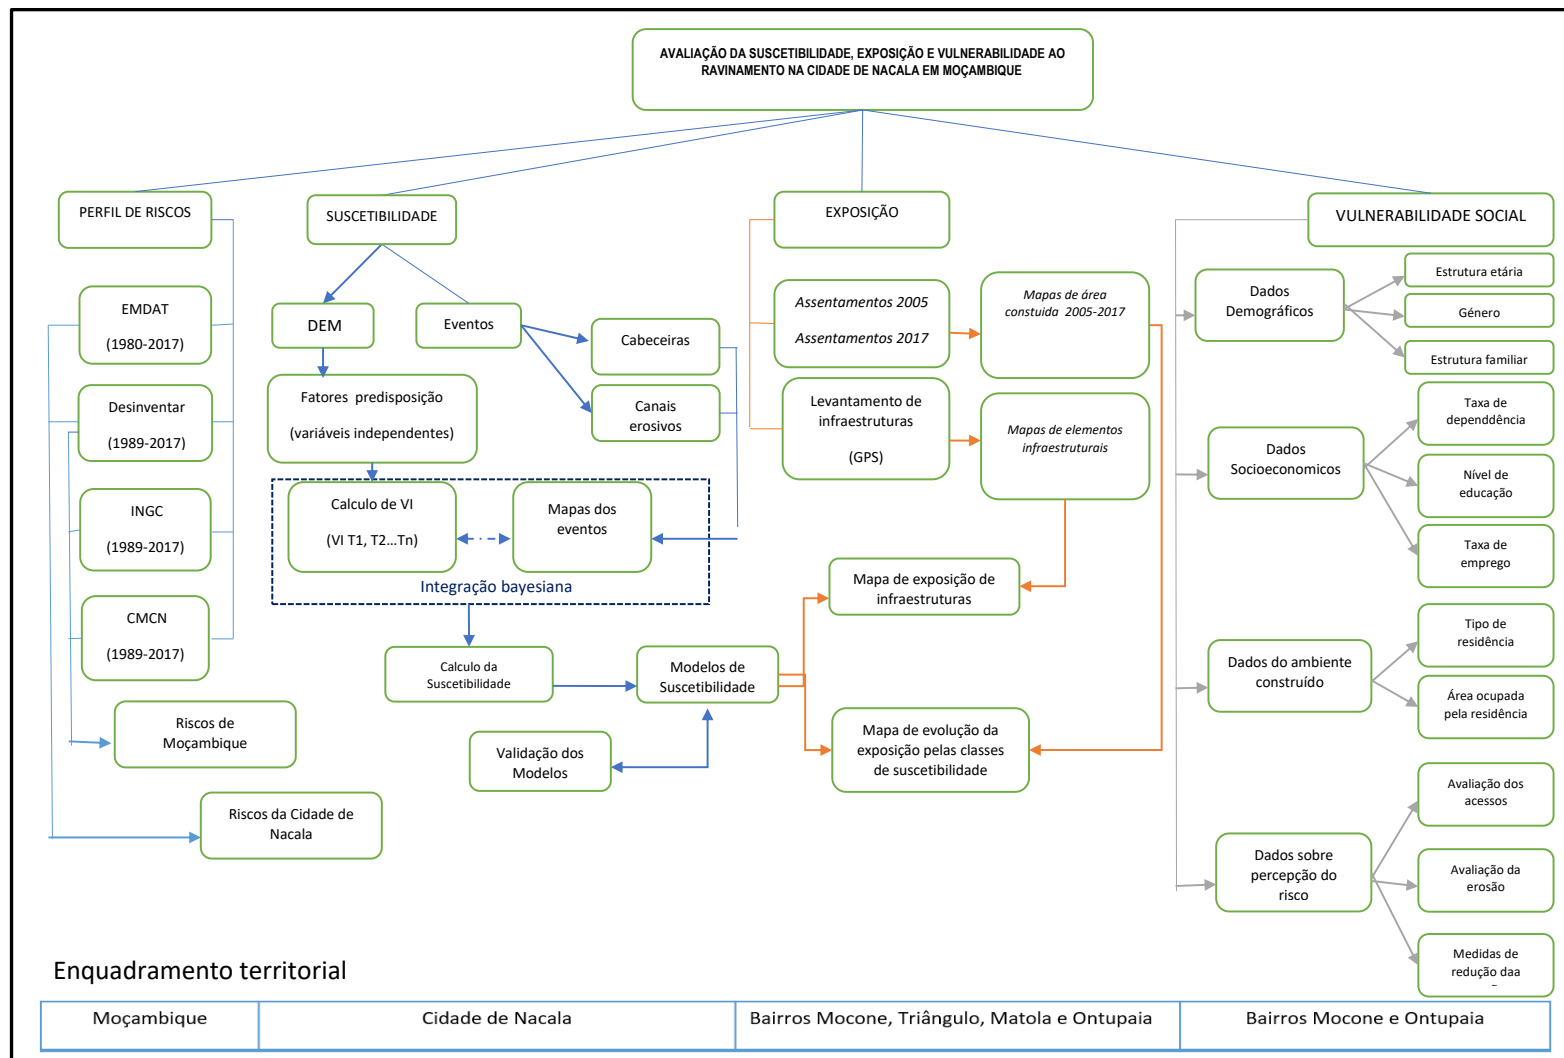 AVALIAÇÃO DA SUSCETIBILIDADE, EXPOSIÇÃO E VULNERABILIDADE AO
RAVINAMENTO NA CIDADE DE NACALA EM MOÇAMBIQUE
PERFIL DE RISCOS
EMDAT
(1980-2017)
Desinventar
(1989-2017)
INGC
(1989-2017)
CMCN
(1989-2017)
Riscos de
Moçambique
Riscos da Cidade de
Nacala
SUSCETIBILIDADE
DEM
Eventos
Cabeceiras
Canais
erosivos
Fatores predisposição
(variáveis independentes)
Calculo de VI
(VI T1, T2...Tn)
Mapas dos
eventos
Integração bayesiana
Calculo da
Suscetibilidade
Modelos de
Suscetibilidade
Validação dos
Modelos
EXPOSIÇÃO
Assentamentos 2005
Assentamentos 2017
Mapas de área
constuida 2005-2017
Levantamento de
infraestruturas
(GPS)
Mapas de elementos
infraestruturais
Mapa de exposição de
infraestruturas
Mapa de evolução da
exposição pelas classes
de suscetibilidade
VULNERABILIDADE SOCIAL
Dados
Demográficos
Estrutura etária
Género
Estrutura familiar
Dados
Socioeconomicos
Taxa de
dependdência
Nível de
educação
Taxa de
emprego
Dados do ambiente
construído
Tipo de
residência
Área ocupada
pela residência
Dados sobre
percepção do
risco
Avaliação dos
acessos
Avaliação da
erosão
Medidas de
redução daa
Enquadramento territorial
Moçambique
Cidade de Nacala
Bairros Mocone, Triângulo, Matola e Ontupaia
Bairros Mocone e Ontupaia